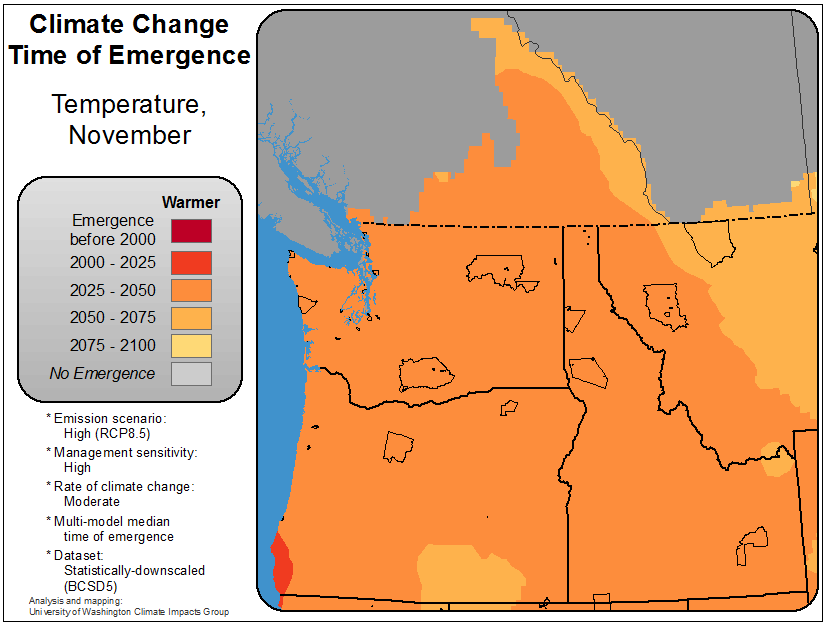 Climate Change
Time of Emergence
Temperature,
November
Warmer
Emergence
before 2000
2000 - 2025
2025 - 2050
2050 - 2075
2075 - 2100
No Emergence
* Emission scenario:
High (RCP8.5)
* Management sensitivity:
High
* Rate of climate change:
Moderate
* Multi-model median
time of emergence
* Dataset:
Statistically-downscaled
(BCSD5)
Analysis and mapping:
University of Washington Climate Impacts Group